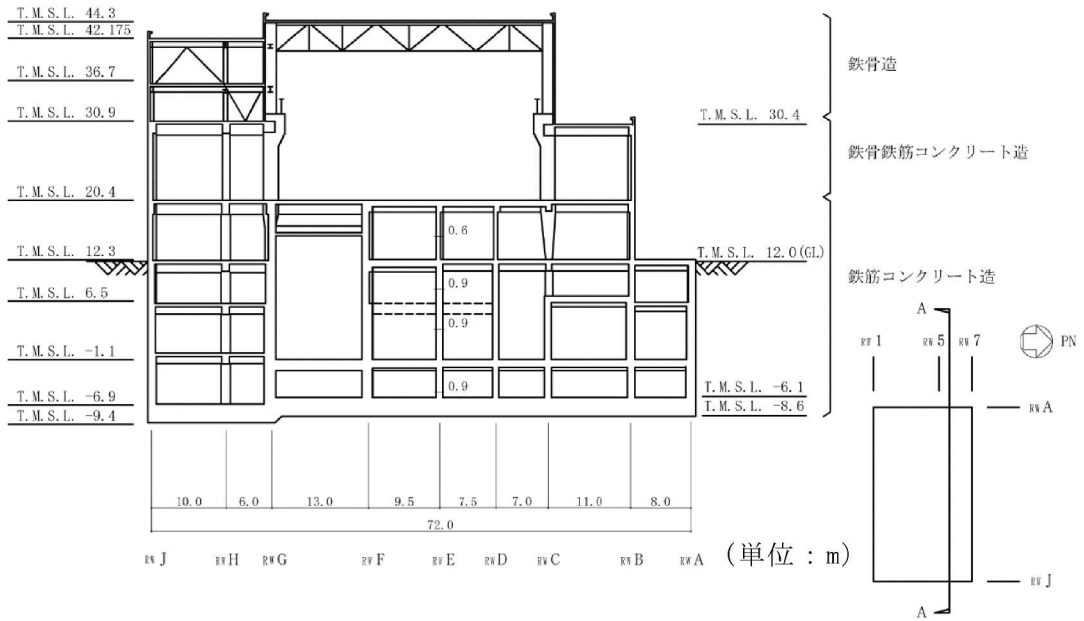 T.M.S.L. 44.3
T.M.S.L. 42.175
T.M.S.L. 36.7
T.M.S.L. 30.9
T.M.S.L. 20.4
T.M.S.L. 12.3
T.M.S.L. 6.5
T.M.S.L. -1.1
T.M.S.L. -6.9
T.M.S.L. -9.4
鉄骨造
T.M.S.L. 30.4
鉄骨鉄筋コンクリート造
T.M.S.L. 12.0(GL)
鉄筋コンクリート造
T.M.S.L. -6.1
T.M.S.L. -8.6
0.6
0.9
0.9
0.9
10.0 6.0 13.0 9.5 7.5 7.0 11.0 8.0
72.0
RW J RW H RW G RW F RW E RW D RW C RW B RW A
(単位:m)
A
RW 1 RW 5 RW 7 PN
RW A
RW J
A